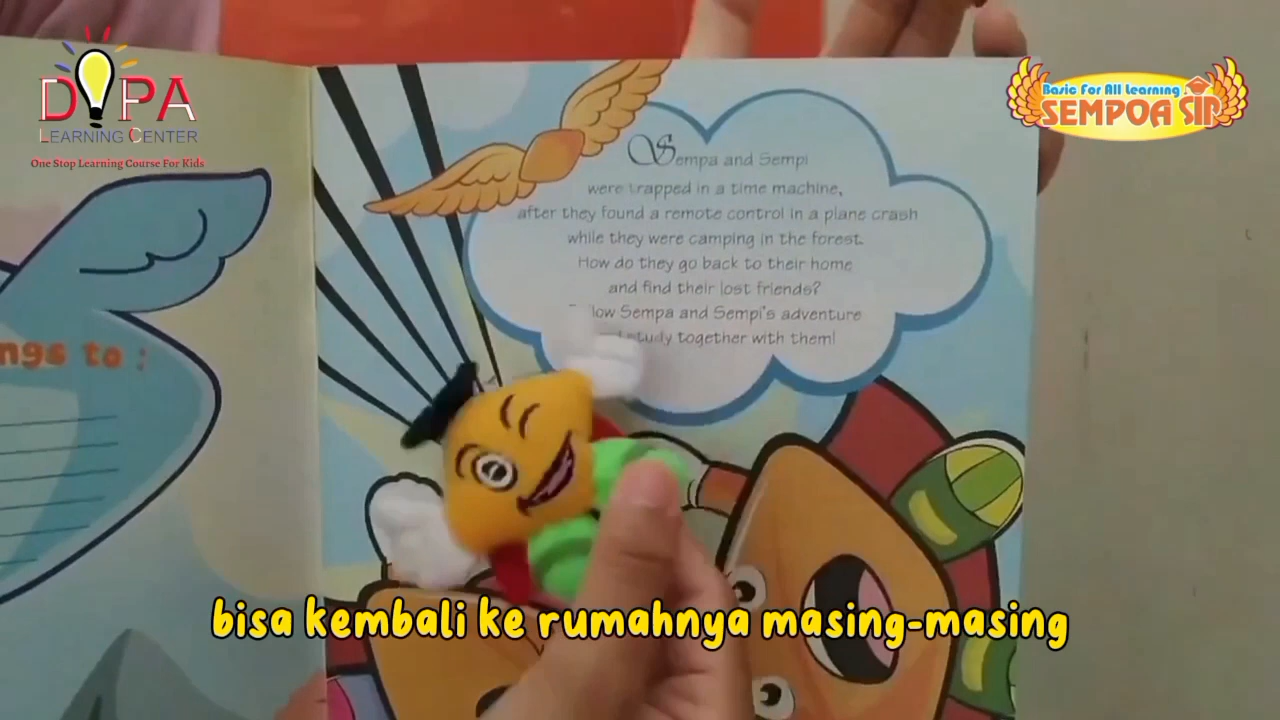 DIPA
LEARNING CENTER
One Stop Learning Course For Kids
Basic For All Learning
SEMPOA SIP
ngs to :
Sempa and Sempi
were trapped in a time machine,
after they found a remote control in a plane crash
while they were camping in the forest.
How do they go back to their home
and find their lost friends?
low Sempa and Sempi's adventure
study together with them!
bisa kembali ke rumahnya masing-masing